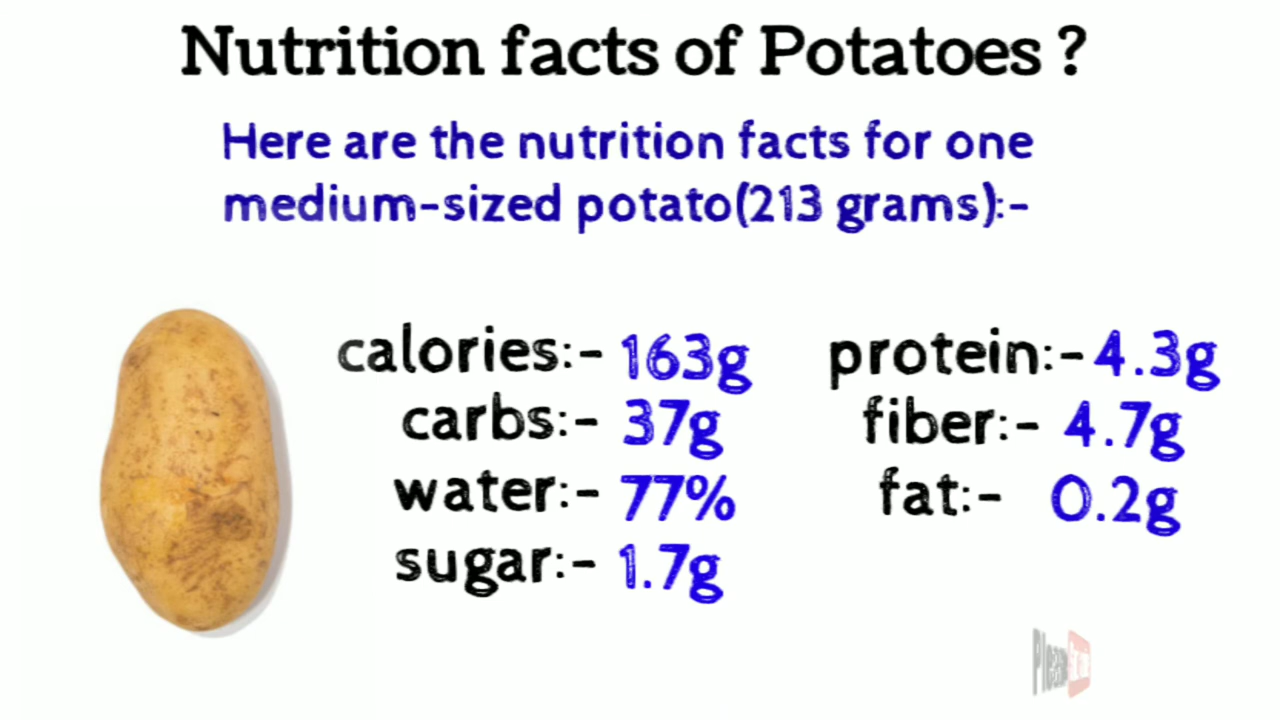 Nutrition facts of Potatoes ?
Here are the nutrition facts for one
medium-sized potato(213 grams):-
calories:- 163g
carbs:- 37g
water:- 77%
sugar:- 1.7g
protein:- 4.3g
fiber:- 4.7g
fat:- 0.2g